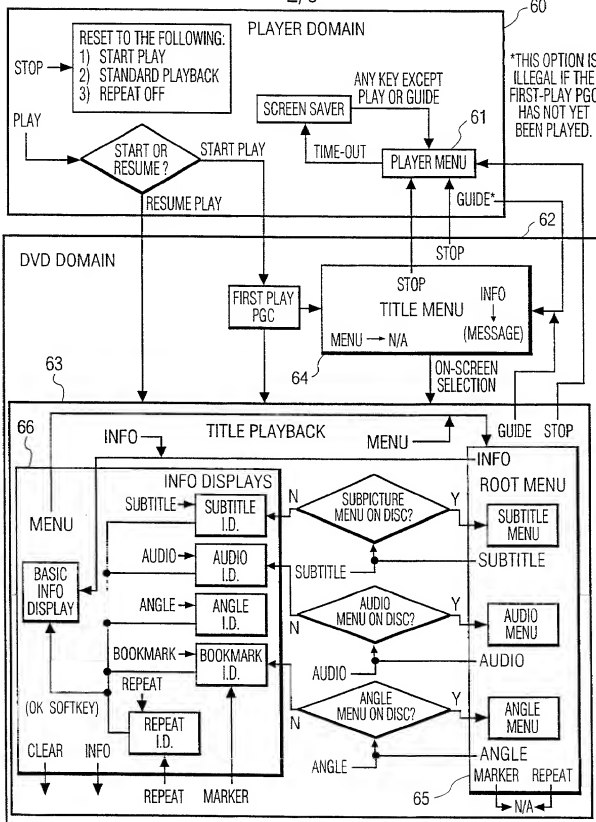 60
PLAYER DOMAIN
RESET TO THE FOLLOWING:
1) START PLAY
2) STANDARD PLAYBACK
3) REPEAT OFF
STOP
*THIS OPTION IS
ILLEGAL IF THE
FIRST-PLAY PGC
HAS NOT YET
BEEN PLAYED.
ANY KEY EXCEPT
PLAY OR GUIDE
SCREEN SAVER
61
PLAY
START OR
RESUME ?
START PLAY
TIME-OUT
PLAYER MENU
RESUME PLAY
GUIDE*
62
DVD DOMAIN
STOP
STOP
FIRST PLAY
PGC
TITLE MENU
INFO
(MESSAGE)
MENU
N/A
64
63
ON-SCREEN
SELECTION
66
INFO
TITLE PLAYBACK
MENU
GUIDE
STOP
INFO
INFO DISPLAYS
ROOT MENU
MENU
SUBTITLE
SUBTITLE
I.D.
N
SUBPICTURE
MENU ON DISC?
Y
SUBTITLE
MENU
SUBTITLE
SUBTITLE
BASIC
INFO
DISPLAY
AUDIO
AUDIO
I.D.
ANGLE
ANGLE
I.D.
N
AUDIO
MENU ON DISC?
Y
AUDIO
MENU
AUDIO
AUDIO
BOOKMARK
BOOKMARK
I.D.
REPEAT
(OK SOFTKEY)
REPEAT
I.D.
N
ANGLE
MENU ON DISC?
Y
ANGLE
MENU
ANGLE
ANGLE
CLEAR
INFO
REPEAT
MARKER
65
MARKER
REPEAT
N/A